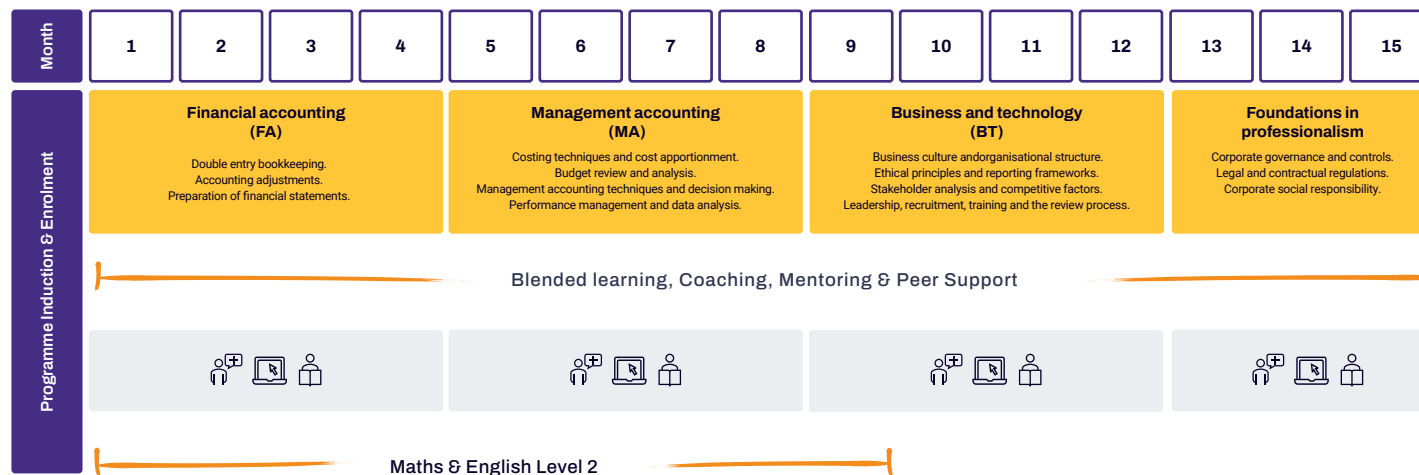 Month
1
2
3
4
5
6
7
8
9
10
11
12
13
14
15
Programme Induction & Enrolment
Financial accounting
(FA)
Double entry bookkeeping.
Accounting adjustments.
Preparation of financial statements.
Management accounting
(MA)
Costing techniques and cost apportionment.
Budget review and analysis.
Management accounting techniques and decision making.
Performance management and data analysis.
Business and technology
(BT)
Business culture andorganisational structure.
Ethical principles and reporting frameworks.
Stakeholder analysis and competitive factors.
Leadership, recruitment, training and the review process.
Foundations in
professionalism
Corporate governance and controls.
Legal and contractual regulations.
Corporate social responsibility.
Blended learning, Coaching, Mentoring & Peer Support
Maths & English Level 2